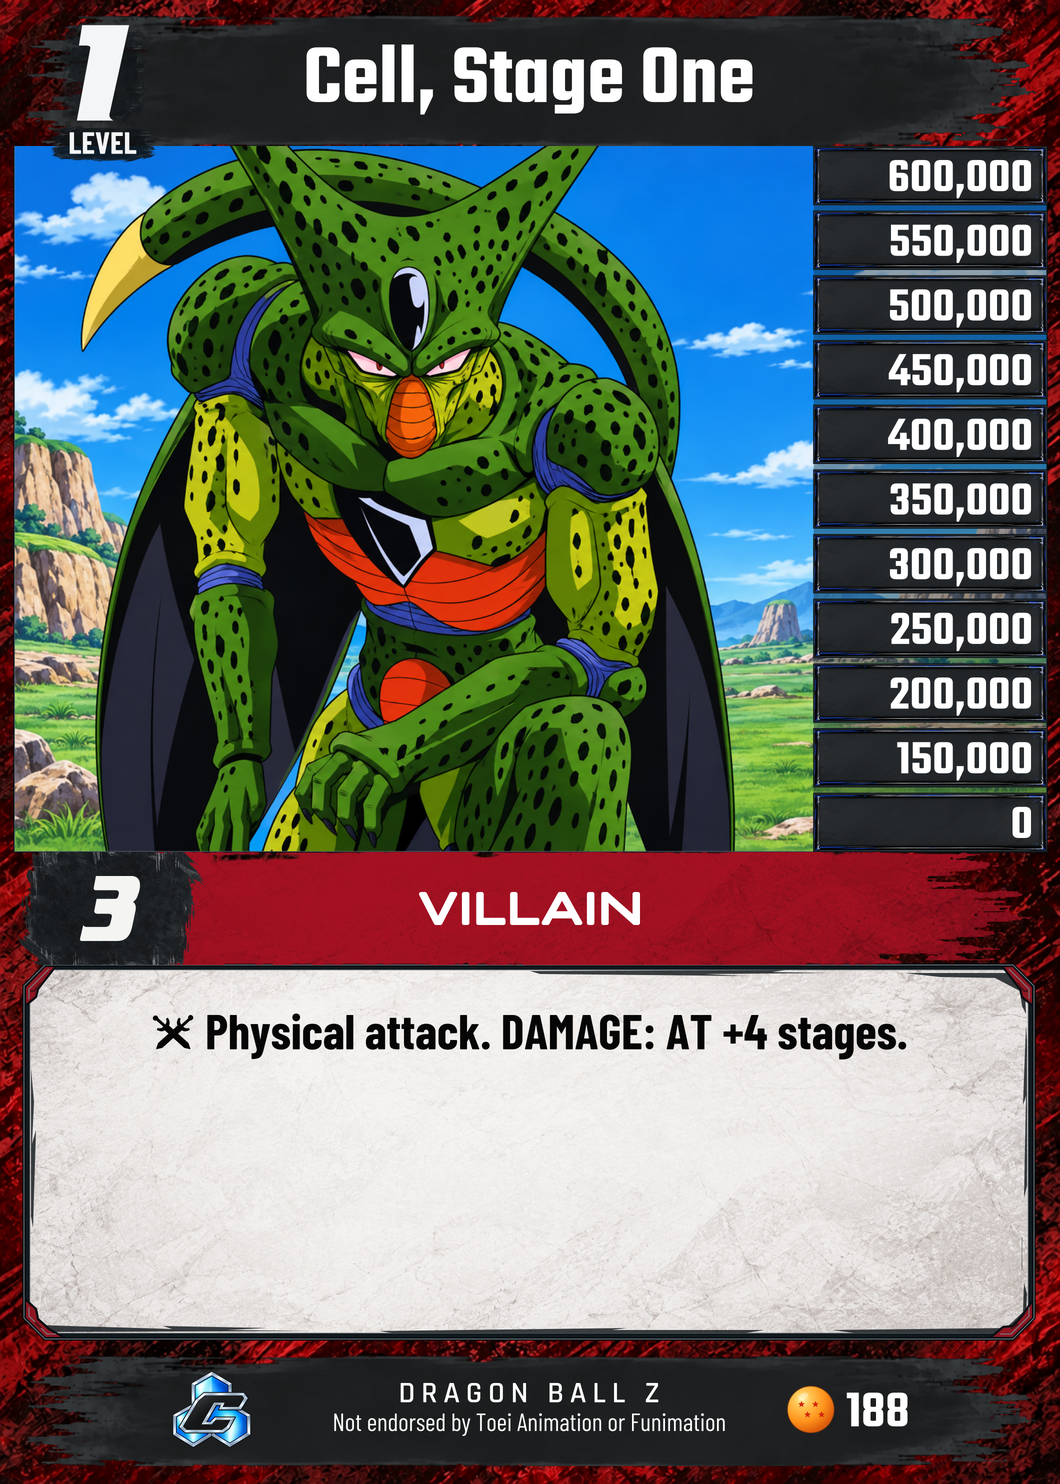 1
LEVEL
Cell, Stage One
600,000
550,000
500,000
450,000
400,000
350,000
300,000
250,000
200,000
150,000
0
3
VILLAIN
Physical attack. DAMAGE: AT +4 stages.
DRAGON BALL Z
Not endorsed by Toei Animation or Funimation
188